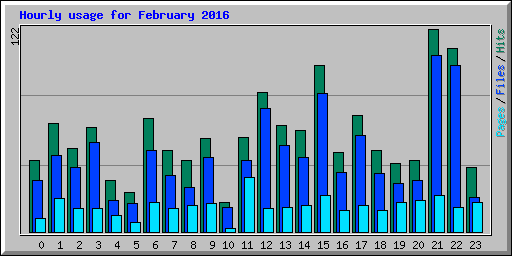 Hourly usage for February 2016
122
Pages/Files/Hits
0 1 2 3 4 5 6 7 8 9 10 11 12 13 14 15 16 17 18 19 20 21 22 23